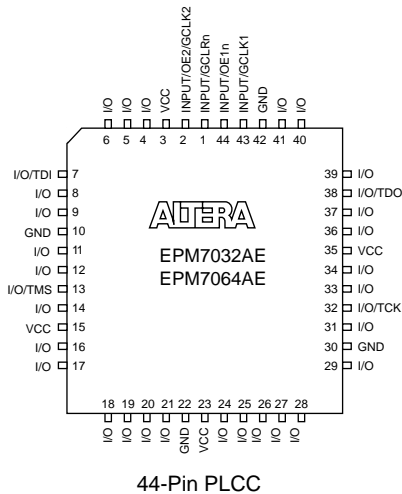 I/O
I/O
I/O
VCC
INPUT/OE2/GCLK2
INPUT/GCLRn
INPUT/OE1n
INPUT/GCLK1
GND
I/O
I/O
6 5 4 3 2 1 44 43 42 41 40
I/O/TDI 7
I/O 8
I/O 9
GND 10
I/O 11
I/O 12
I/O/TMS 13
I/O 14
VCC 15
I/O 16
I/O 17
ALTERA
EPM7032AE
EPM7064AE
39 I/O
38 I/O/TDO
37 I/O
36 I/O
35 VCC
34 I/O
33 I/O
32 I/O/TCK
31 I/O
30 GND
29 I/O
18 19 20 21 22 23 24 25 26 27 28
I/O
I/O
I/O
I/O
GND
VCC
I/O
I/O
I/O
I/O
I/O
44-Pin PLCC